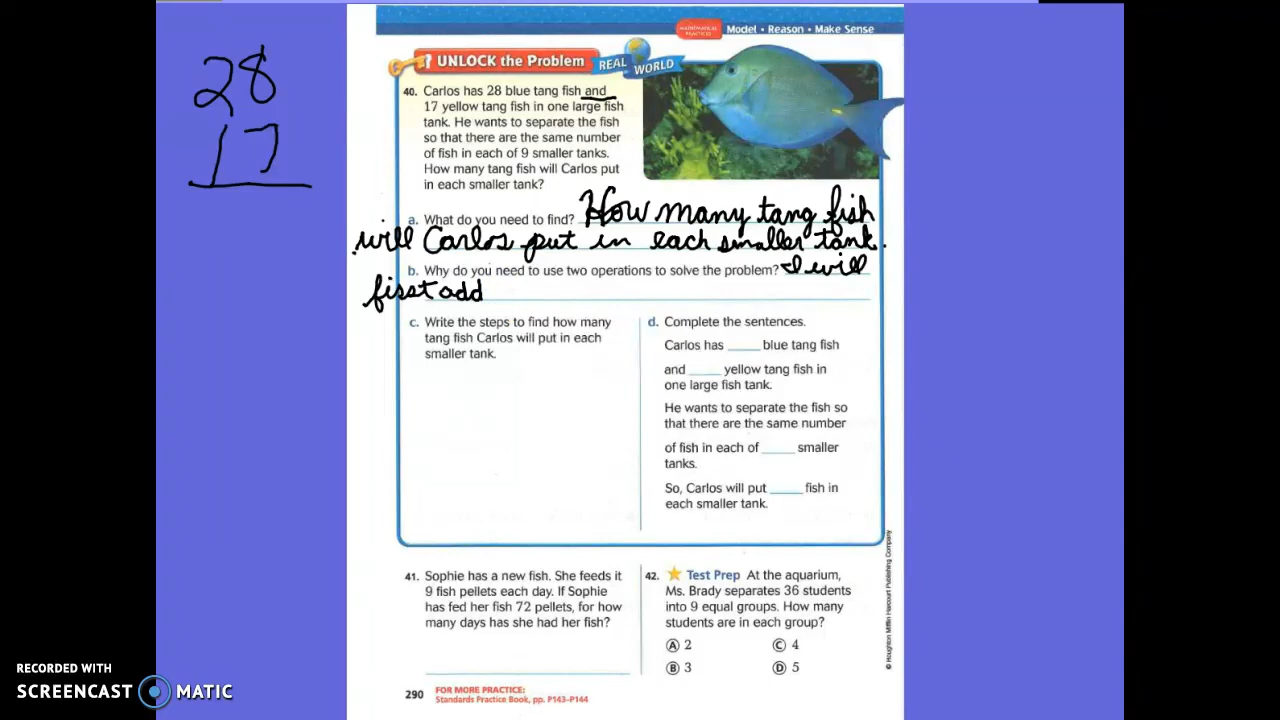 MATHEMATICAL PRACTICES Model • Reason • Make Sense
UNLOCK the Problem REAL WORLD
28
17
40. Carlos has 28 blue tang fish and
17 yellow tang fish in one large fish
tank. He wants to separate the fish
so that there are the same number
of fish in each of 9 smaller tanks.
How many tang fish will Carlos put
in each smaller tank?
a. What do you need to find? How many tang fish
will Carlos put in each smaller tank.
b. Why do you need to use two operations to solve the problem? I will
first add
c. Write the steps to find how many
tang fish Carlos will put in each
smaller tank.
d. Complete the sentences.
Carlos has ____ blue tang fish
and ____ yellow tang fish in
one large fish tank.
He wants to separate the fish so
that there are the same number
of fish in each of ____ smaller
tanks.
So, Carlos will put ____ fish in
each smaller tank.
41. Sophie has a new fish. She feeds it
9 fish pellets each day. If Sophie
has fed her fish 72 pellets, for how
many days has she had her fish?
42. Test Prep At the aquarium,
Ms. Brady separates 36 students
into 9 equal groups. How many
students are in each group?
A 2
C 4
B 3
D 5
© Houghton Mifflin Harcourt Publishing Company
290 FOR MORE PRACTICE:
Standards Practice Book, pp. P143–P144
RECORDED WITH
SCREENCAST MATIC